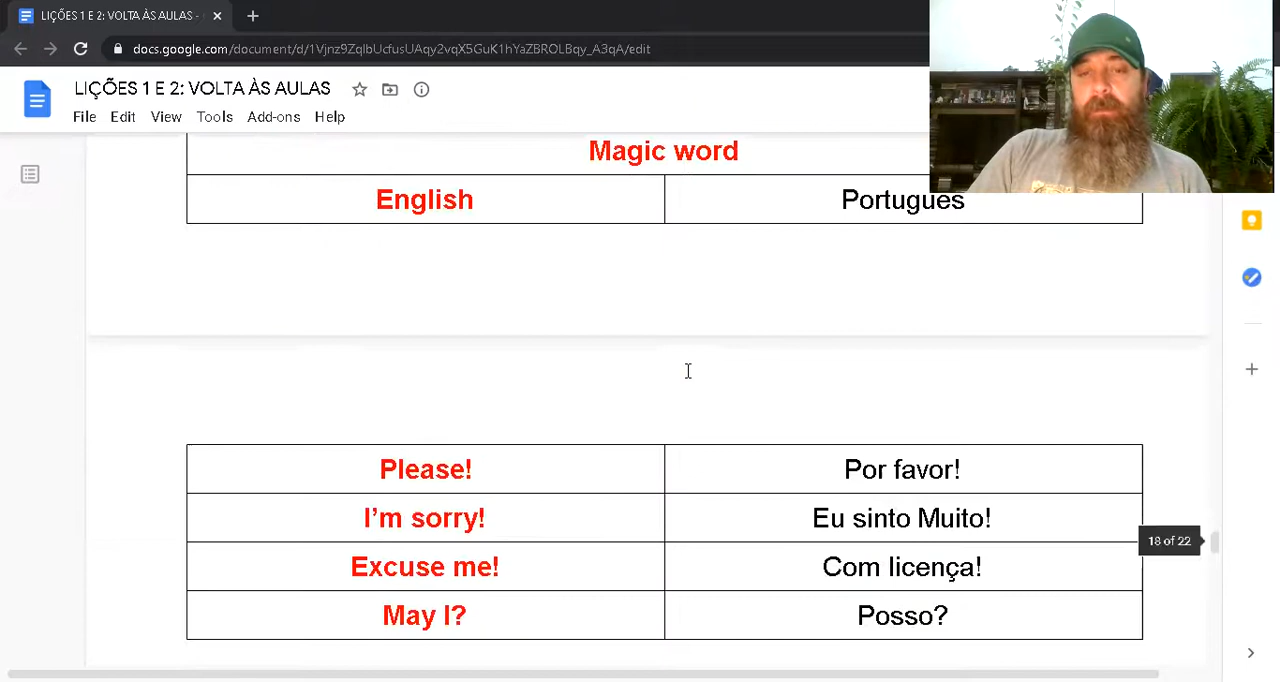 LIÇÕES 1 E 2: VOLTA ÀS AULAS -
docs.google.com/document/d/1Vjnz9ZqlbUcfusUAqy2vqX5GuK1hYaZBROLBqy_A3qA/edit
LIÇÕES 1 E 2: VOLTA ÀS AULAS
File Edit View Tools Add-ons Help
Magic word
English Português
Please! Por favor!
I'm sorry! Eu sinto Muito!
18 of 22
Excuse me! Com licença!
May I? Posso?